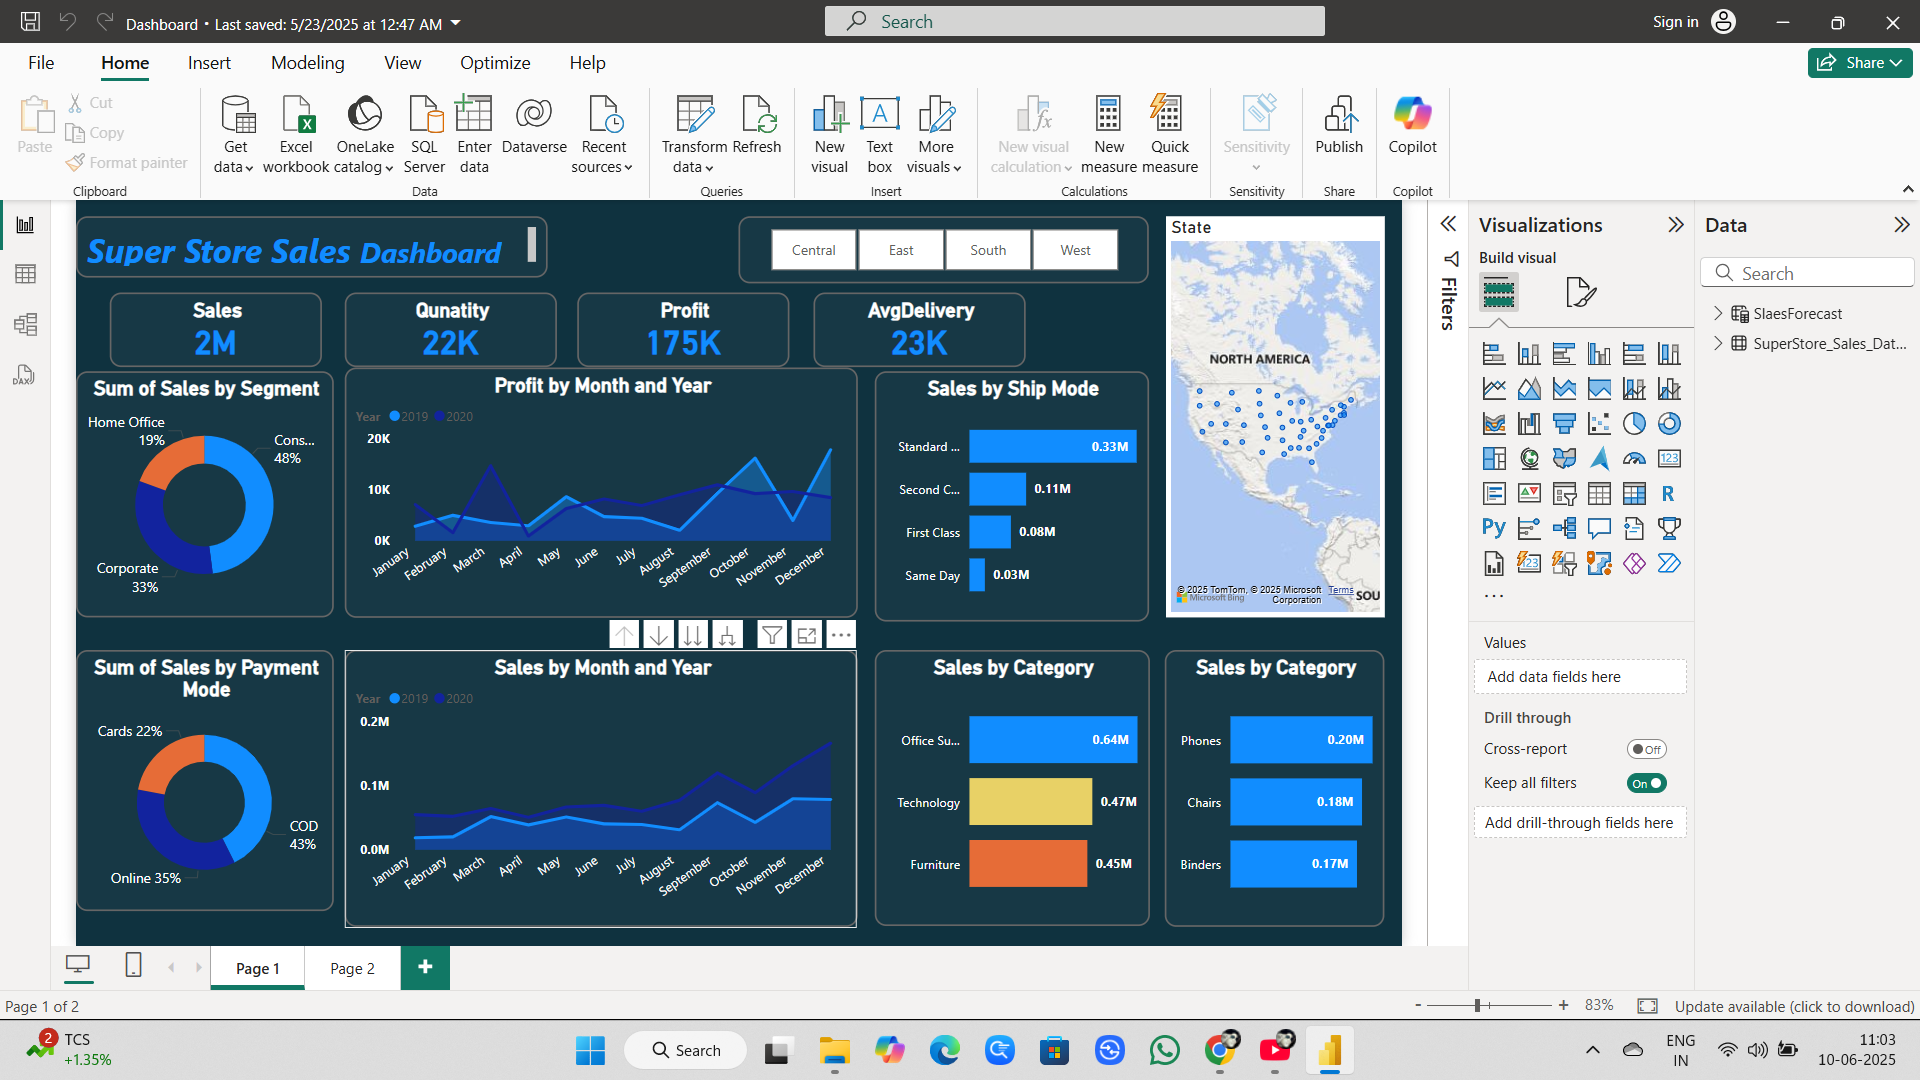 Dashboard • Last saved: 5/23/2025 at 12:47 AM
Search
Sign in
File
Home
Insert
Modeling
View
Optimize
Help
Share
Paste
Cut
Copy
Format painter
Clipboard
Get data
Excel workbook
OneLake catalog
SQL Server
Enter data
Dataverse
Recent sources
Data
Transform data
Refresh
Queries
New visual
Text box
More visuals
Insert
New visual calculation
New measure
Quick measure
Calculations
Sensitivity
Sensitivity
Publish
Share
Copilot
Copilot
Super Store Sales Dashboard
Central
East
South
West
Sales
2M
Qunatity
22K
Profit
175K
AvgDelivery
23K
Sum of Sales by Segment
Home Office
19%
Cons...
48%
Corporate
33%
Profit by Month and Year
Year 2019 2020
20K
10K
0K
January
February
March
April
May
June
July
August
September
October
November
December
Sales by Ship Mode
Standard ... 0.33M
Second C... 0.11M
First Class 0.08M
Same Day 0.03M
State
NORTH AMERICA
SOU
© 2025 TomTom, © 2025 Microsoft Corporation Terms
Microsoft Bing
Sum of Sales by Payment Mode
Cards 22%
COD
43%
Online 35%
Sales by Month and Year
Year 2019 2020
0.2M
0.1M
0.0M
January
February
March
April
May
June
July
August
September
October
November
December
Sales by Category
Office Su... 0.64M
Technology 0.47M
Furniture 0.45M
Sales by Category
Phones 0.20M
Chairs 0.18M
Binders 0.17M
Filters
Visualizations
Build visual
123
R
Py
123
...
Values
Add data fields here
Drill through
Cross-report
Off
Keep all filters
On
Add drill-through fields here
Data
Search
SlaesForecast
SuperStore_Sales_Dat...
DAX
Page 1
Page 2
+
Page 1 of 2
- + 83%
Update available (click to download)
2
TCS
+1.35%
Search
ENG
IN
11:03
10-06-2025